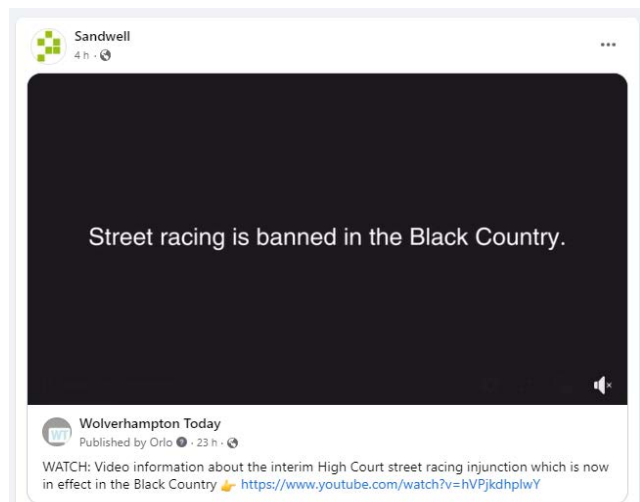 Sandwell
4 h ·
Street racing is banned in the Black Country.
WT
Wolverhampton Today
Published by Orlo · 23 h ·
WATCH: Video information about the interim High Court street racing injunction which is now
in effect in the Black Country 👉 https://www.youtube.com/watch?v=hVPjkdhplwY